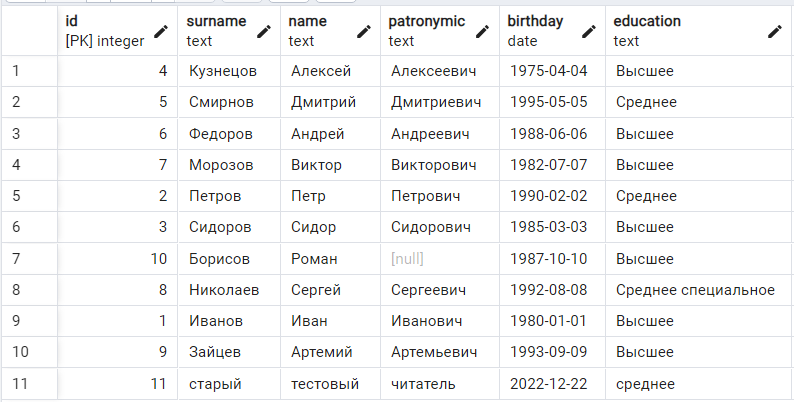 id surname name patronymic birthday education
[PK] integer text text text date text
1 4 Кузнецов Алексей Алексеевич 1975-04-04 Высшее
2 5 Смирнов Дмитрий Дмитриевич 1995-05-05 Среднее
3 6 Федоров Андрей Андреевич 1988-06-06 Высшее
4 7 Морозов Виктор Викторович 1982-07-07 Высшее
5 2 Петров Петр Петрович 1990-02-02 Среднее
6 3 Сидоров Сидор Сидорович 1985-03-03 Высшее
7 10 Борисов Роман [null] 1987-10-10 Высшее
8 8 Николаев Сергей Сергеевич 1992-08-08 Среднее специальное
9 1 Иванов Иван Иванович 1980-01-01 Высшее
10 9 Зайцев Артемий Артемьевич 1993-09-09 Высшее
11 11 старый тестовый читатель 2022-12-22 среднее